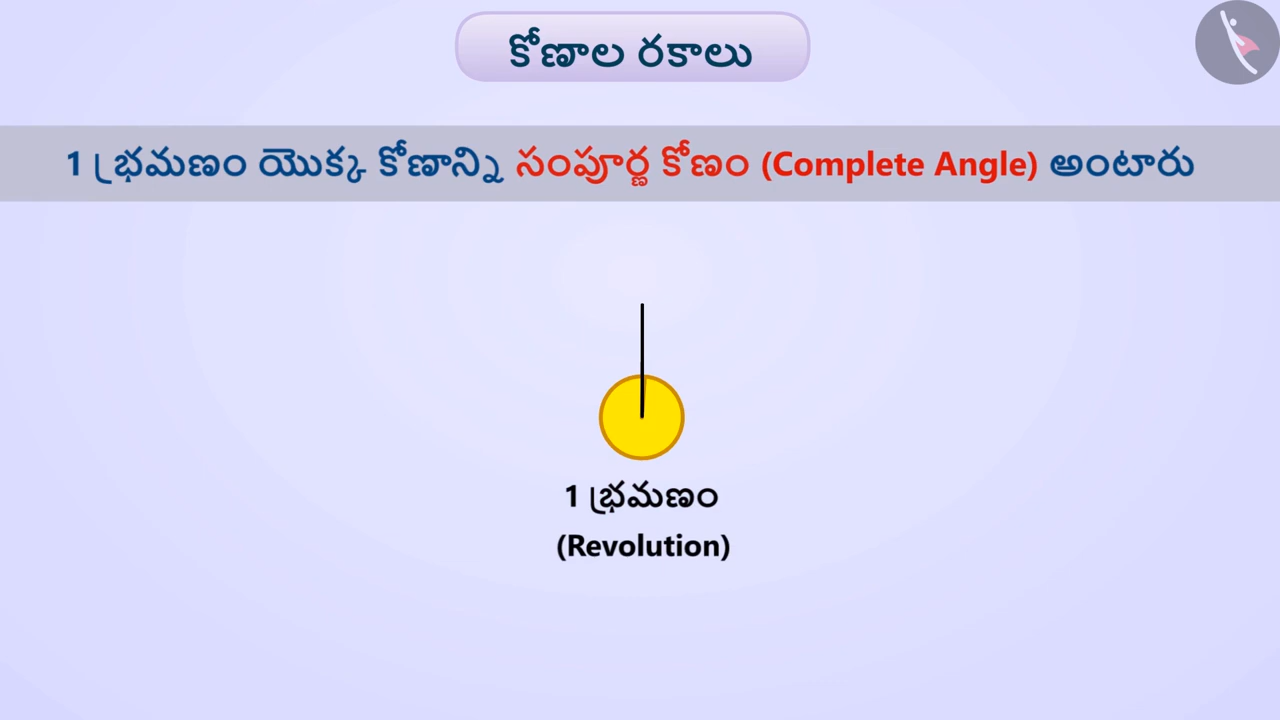 కోణాల రకాలు
1 భ్రమణం యొక్క కోణాన్ని సంపూర్ణ కోణం (Complete Angle) అంటారు
1 భ్రమణం
(Revolution)